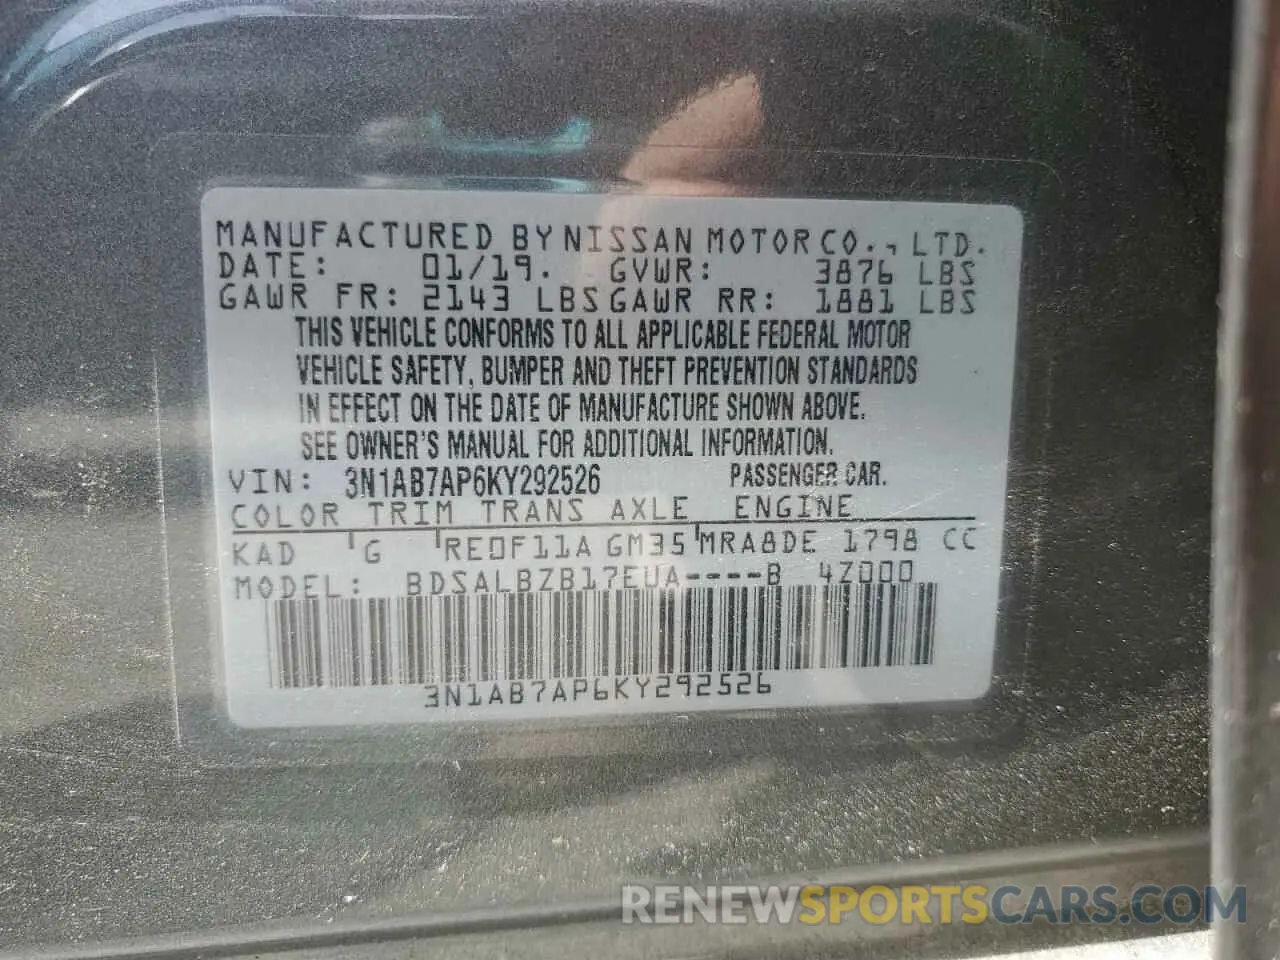 MANUFACTURED BY NISSAN MOTOR CO., LTD.
DATE: 01/19. GVWR: 3876 LBS
GAWR FR: 2143 LBS GAWR RR: 1881 LBS
THIS VEHICLE CONFORMS TO ALL APPLICABLE FEDERAL MOTOR
VEHICLE SAFETY, BUMPER AND THEFT PREVENTION STANDARDS
IN EFFECT ON THE DATE OF MANUFACTURE SHOWN ABOVE.
SEE OWNER'S MANUAL FOR ADDITIONAL INFORMATION.
VIN: 3N1AB7AP6KY292526 PASSENGER CAR.
COLOR TRIM TRANS AXLE ENGINE
KAD G RE0F11A GM35 MRA8DE 1798 CC
MODEL: BDSALBZB17EUA----B 4Z000
3N1AB7AP6KY292526
RENEWSPORTSCARS.COM